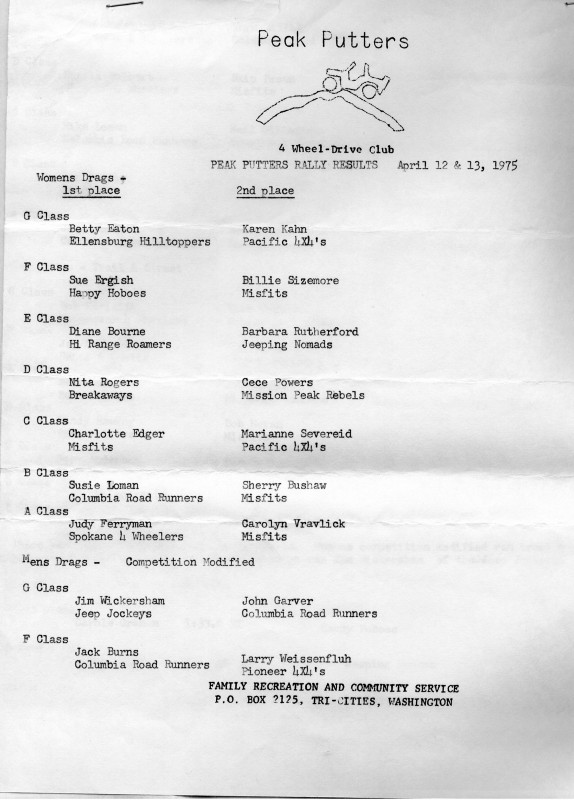 Peak Putters
4 Wheel-Drive Club
PEAK PUTTERS RALLY RESULTS April 12 & 13, 1975
Womens Drags -
1st place 2nd place
G Class
Betty Eaton Karen Kahn
Ellensburg Hilltoppers Pacific 4X4's
F Class
Sue Ergish Billie Sizemore
Happy Hoboes Misfits
E Class
Diane Bourne Barbara Rutherford
Hi Range Roamers Jeeping Nomads
D Class
Nita Rogers Cece Powers
Breakaways Mission Peak Rebels
C Class
Charlotte Edger Marianne Severeid
Misfits Pacific 4X4's
B Class
Susie Loman Sherry Bushaw
Columbia Road Runners Misfits
A Class
Judy Ferryman Carolyn Vravlick
Spokane 4 Wheelers Misfits
Mens Drags - Competition Modified
G Class
Jim Wickersham John Garver
Jeep Jockeys Columbia Road Runners
F Class
Jack Burns Larry Weissenfluh
Columbia Road Runners Pioneer 4X4's
FAMILY RECREATION AND COMMUNITY SERVICE
P.O. BOX 2125, TRI-CITIES, WASHINGTON